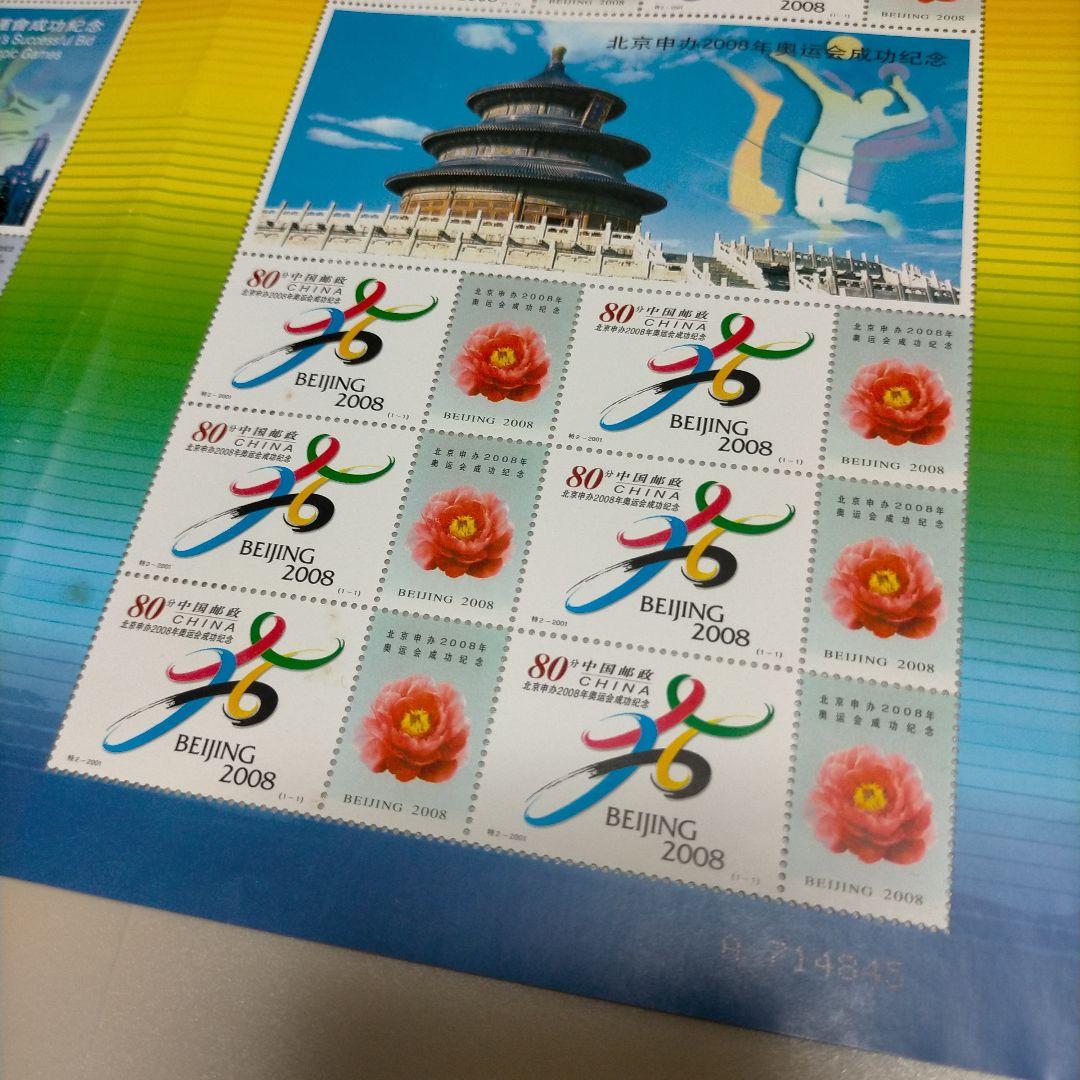 成功紀念
's Successful Bid
pic Games
BEIJING 2008
(1-1)
2008
BEIJING 2008
北京申办2008年奥运会成功纪念
80分 中国邮政
CHINA
北京申办2008年奥运会成功纪念
BEIJING
2008
特2-2001
(1-1)
北京申办2008年
奥运会成功纪念
BEIJING 2008
80分 中国邮政
CHINA
北京申办2008年奥运会成功纪念
BEIJING
2008
特2-2001
(1-1)
北京申办2008年
奥运会成功纪念
BEIJING 2008
80分 中国邮政
CHINA
北京申办2008年奥运会成功纪念
BEIJING
2008
特2-2001
(1-1)
北京申办2008年
奥运会成功纪念
BEIJING 2008
80分 中国邮政
CHINA
北京申办2008年奥运会成功纪念
BEIJING
2008
特2-2001
(1-1)
北京申办2008年
奥运会成功纪念
BEIJING 2008
80分 中国邮政
CHINA
北京申办2008年奥运会成功纪念
BEIJING
2008
特2-2001
(1-1)
北京申办2008年
奥运会成功纪念
BEIJING 2008
80分 中国邮政
CHINA
北京申办2008年奥运会成功纪念
BEIJING
2008
特2-2001
(1-1)
北京申办2008年
奥运会成功纪念
BEIJING 2008
714845